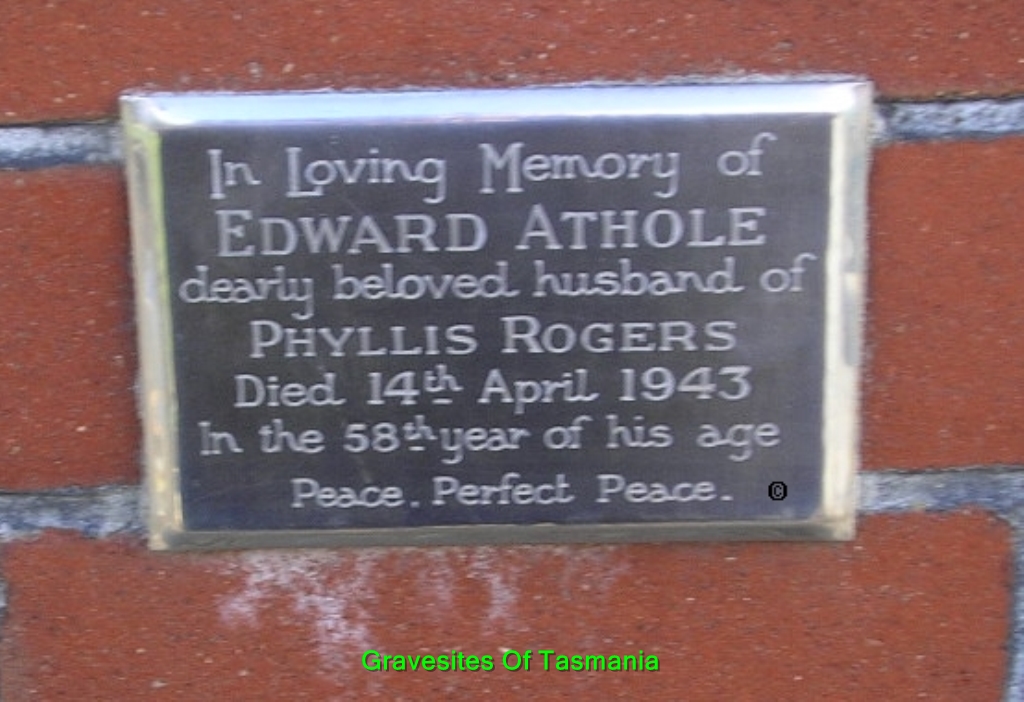 In Loving Memory of
EDWARD ATHOLE
dearly beloved husband of
PHYLLIS ROGERS
Died 14th April 1943
In the 58th year of his age
Peace. Perfect Peace. ©
Gravesites Of Tasmania